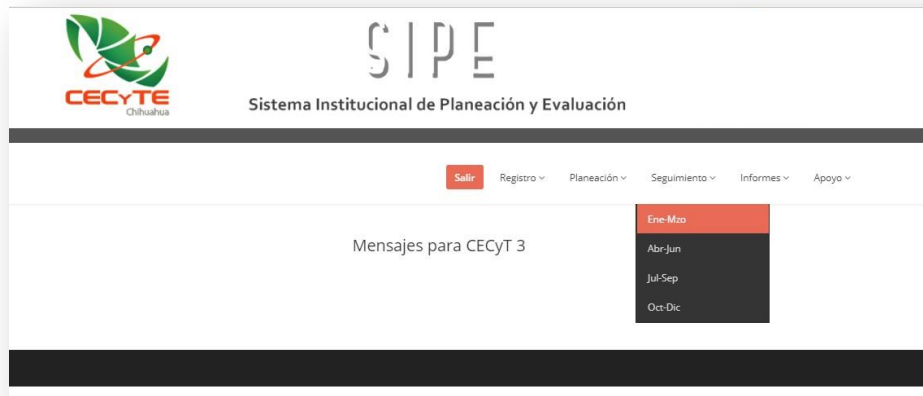 CECyTE
Chihuahua
SIPE
Sistema Institucional de Planeación y Evaluación
Salir Registro Planeación Seguimiento Informes Apoyo
Ene-Mzo
Mensajes para CECyT 3
Abr-Jun
Jul-Sep
Oct-Dic